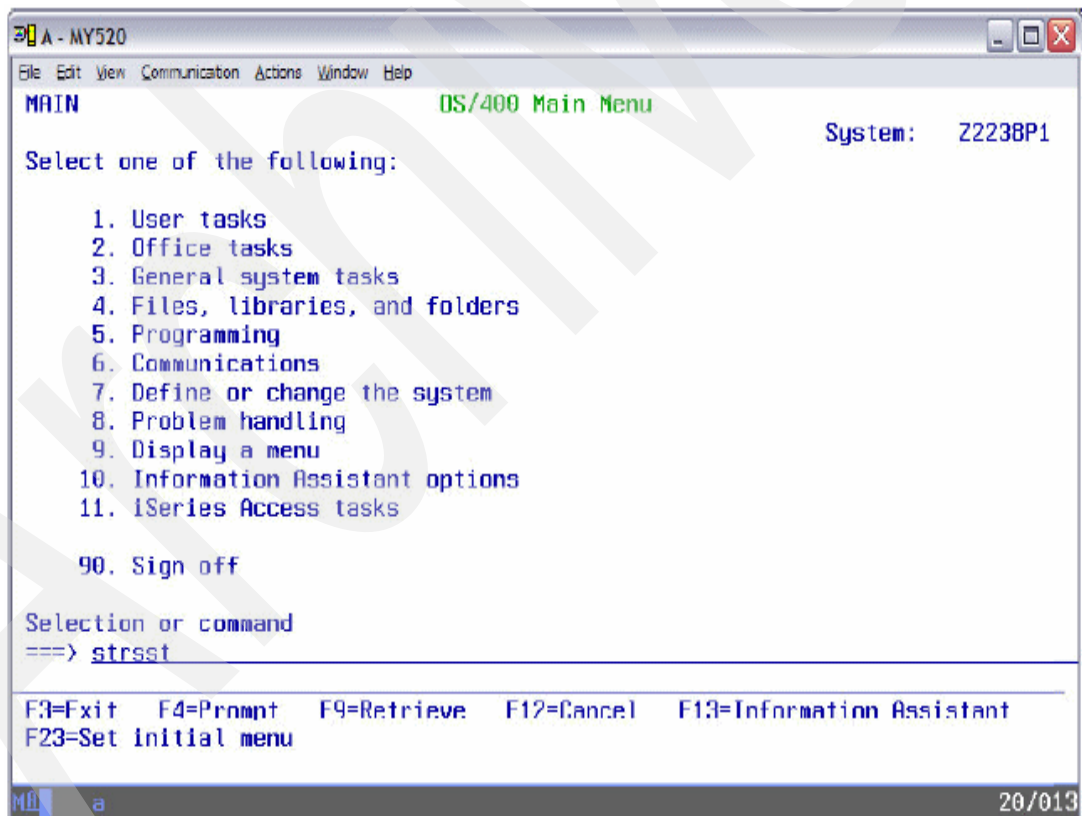 A - MY520
File Edit View Communication Actions Window Help
MAIN OS/400 Main Menu
System: Z2238P1
Select one of the following:
1. User tasks
2. Office tasks
3. General system tasks
4. Files, libraries, and folders
5. Programming
6. Communications
7. Define or change the system
8. Problem handling
9. Display a menu
10. Information Assistant options
11. iSeries Access tasks
90. Sign off
Selection or command
===> strsst
F3=Exit F4=Prompt F9=Retrieve F12=Cancel F13=Information Assistant
F23=Set initial menu
MA a 20/013